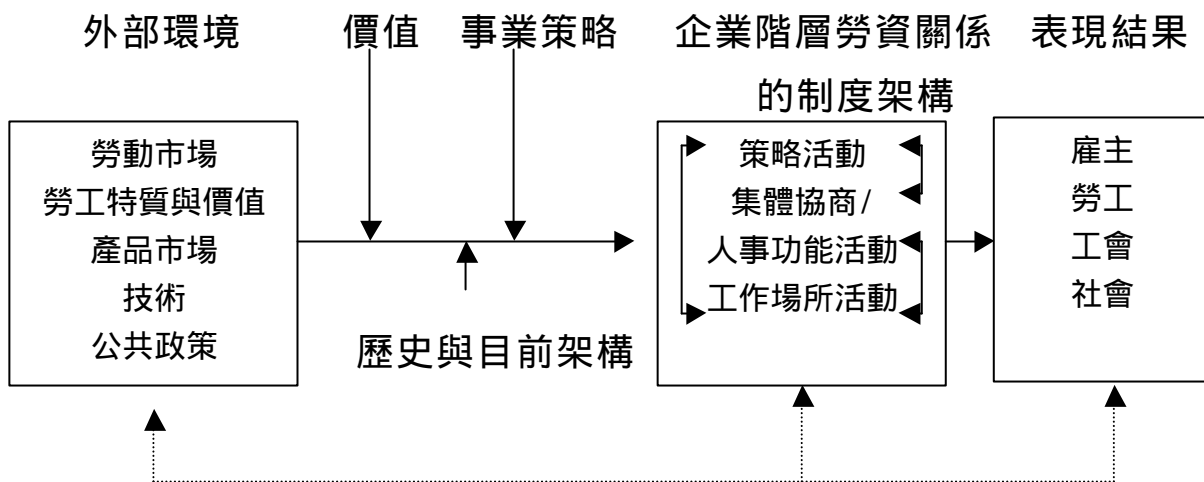 外部環境
價值
事業策略
企業階層勞資關係
的制度架構
表現結果
勞動市場
勞工特質與價值
產品市場
技術
公共政策
歷史與目前架構
策略活動
集體協商/
人事功能活動
工作場所活動
雇主
勞工
工會
社會